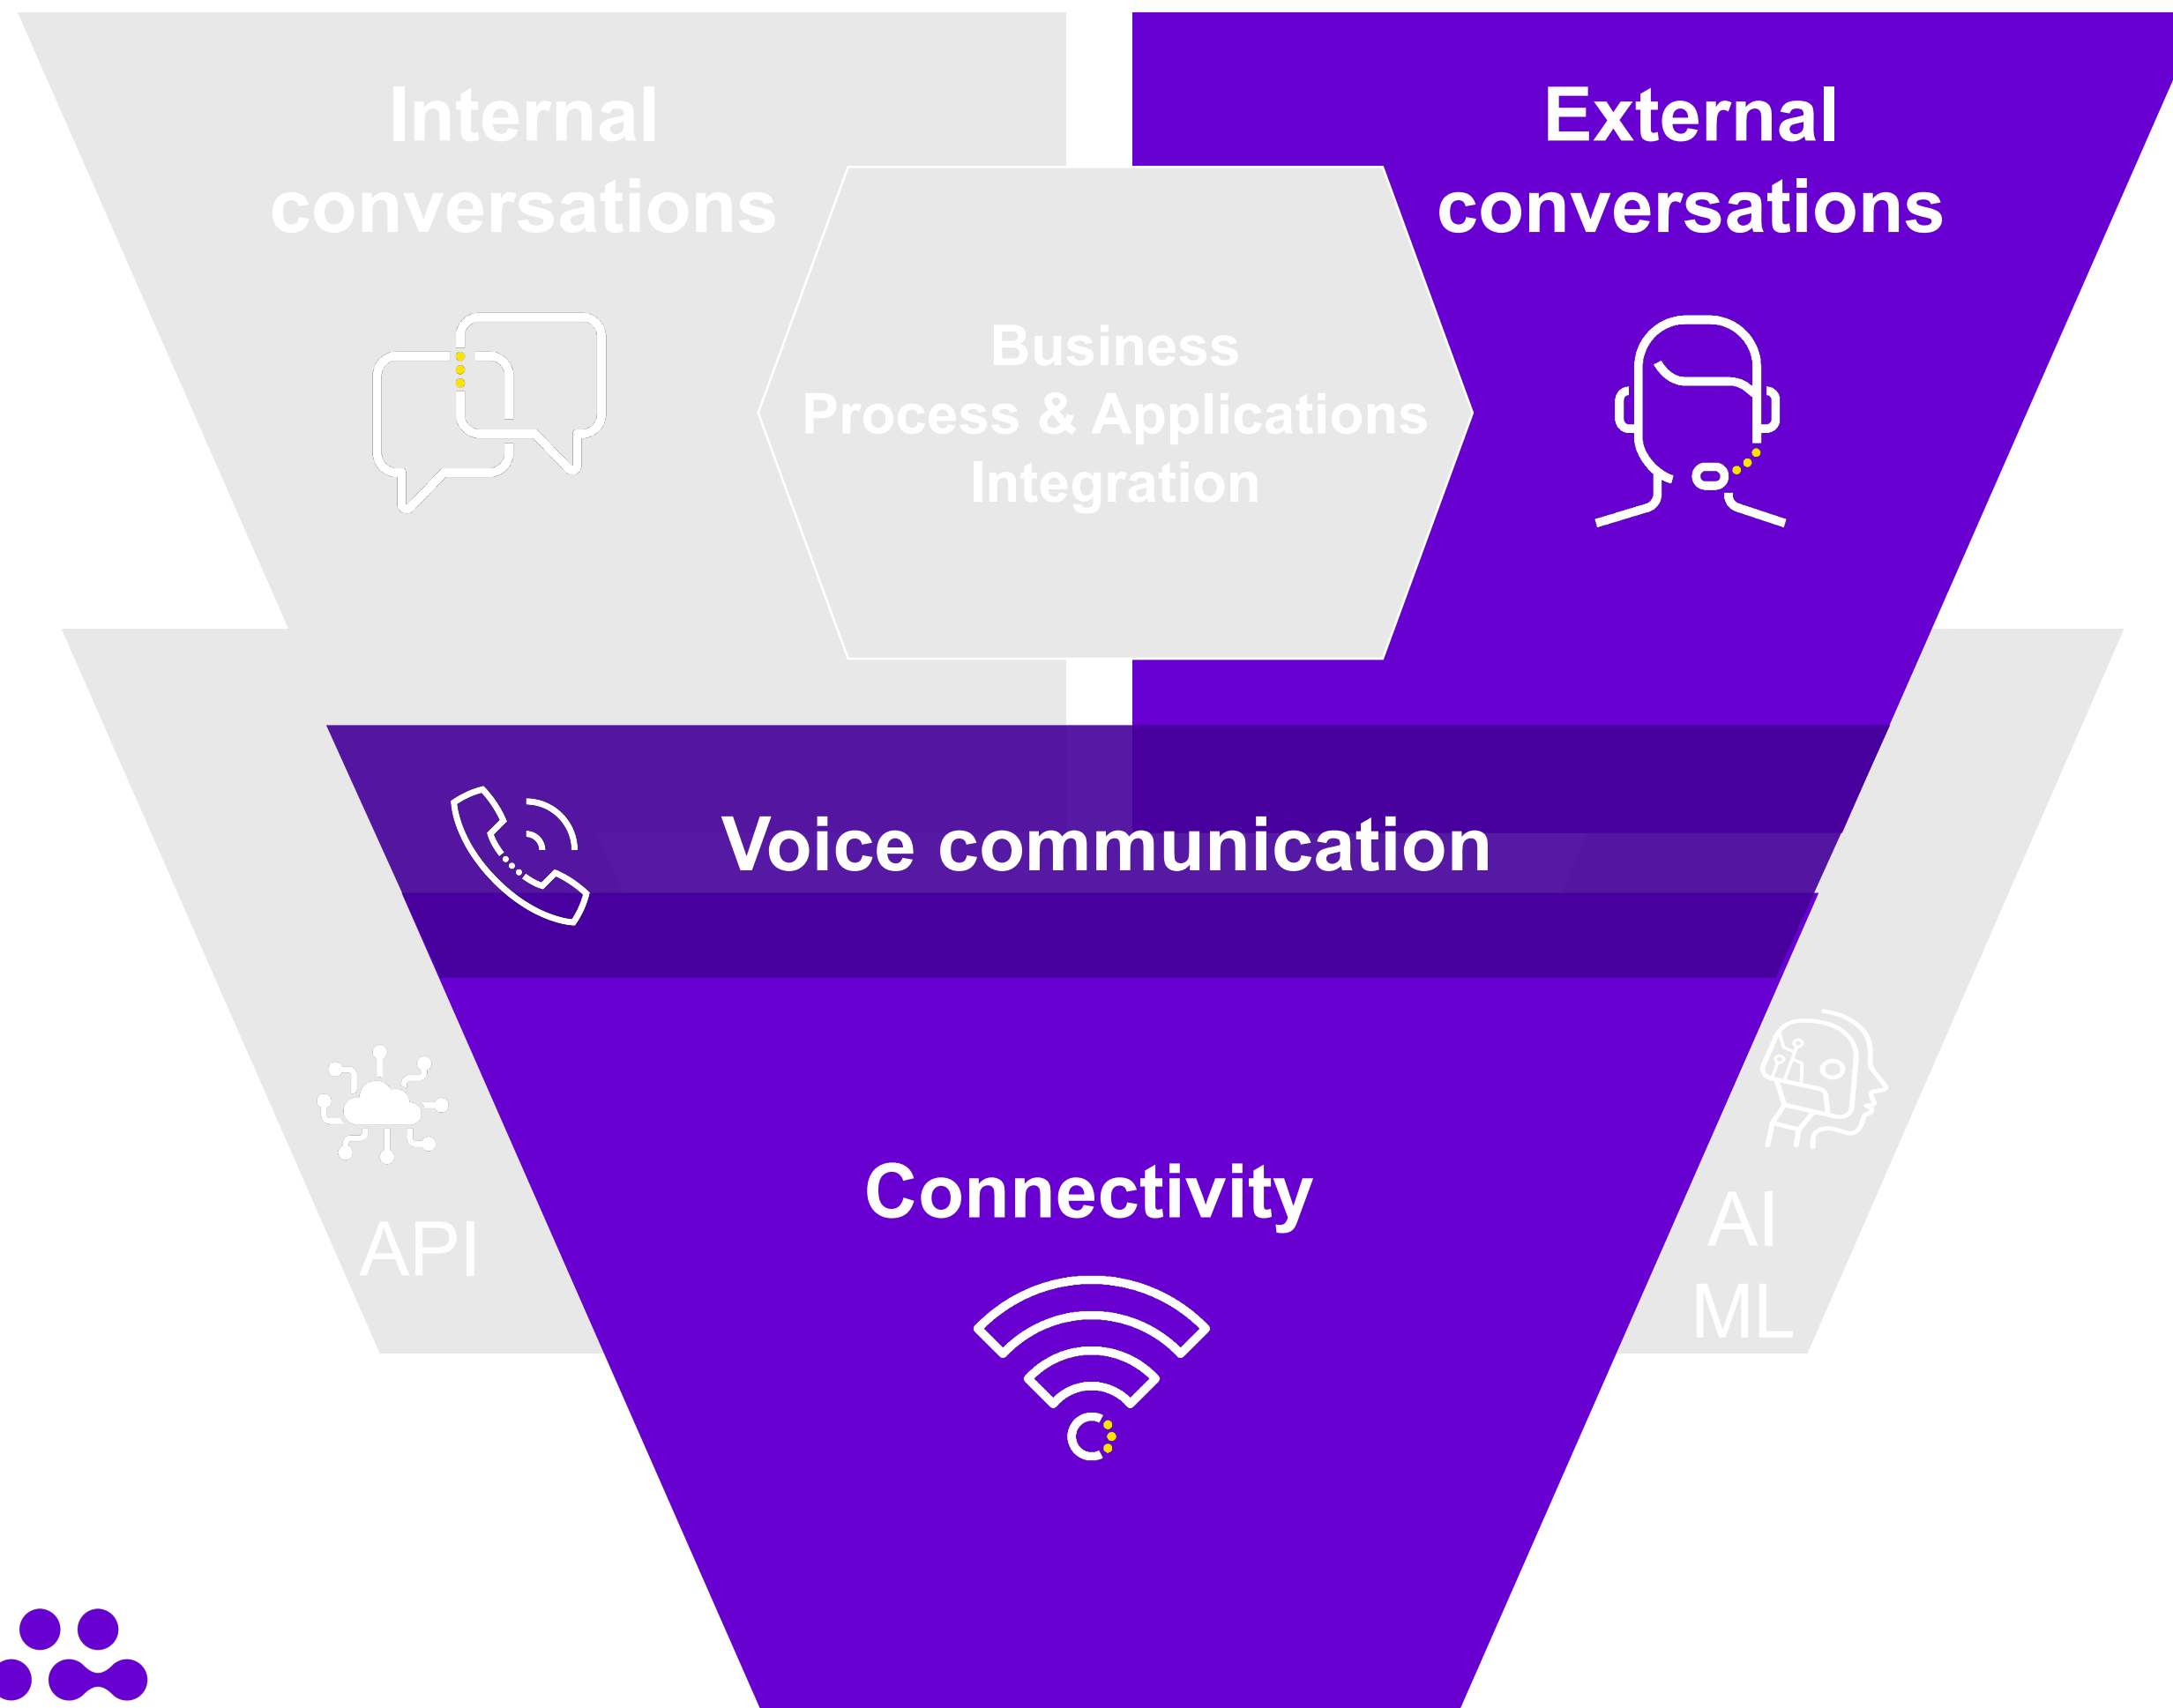 Internal
conversations
External
conversations
Business
Process & Applications
Integration
Voice communication
Connectivity
API
AI
ML